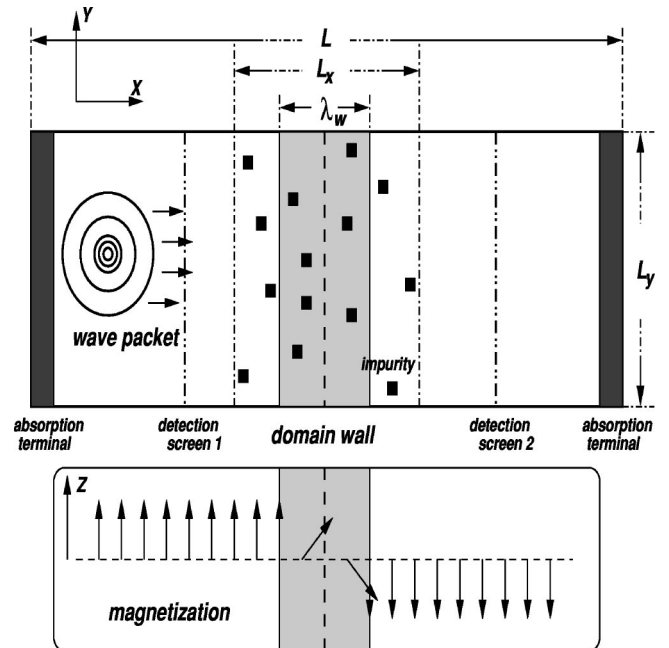 Y
L
X
Lx
λw
Ly
wave packet
impurity
absorption terminal
detection screen 1
domain wall
detection screen 2
absorption terminal
Z
magnetization